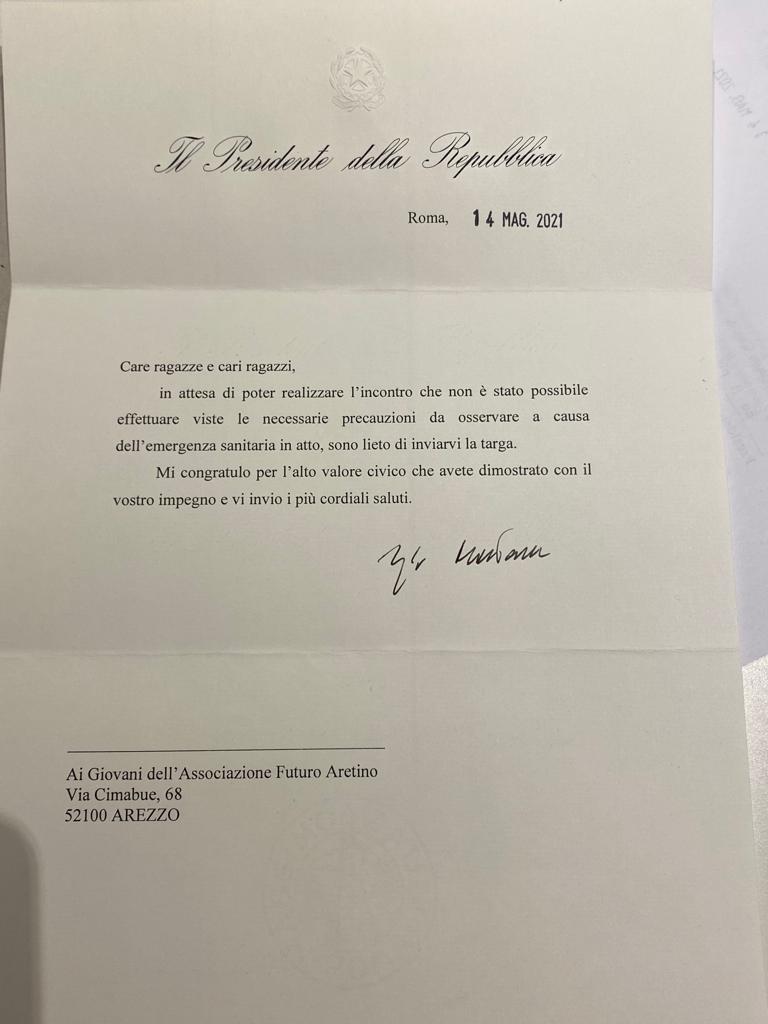 Il Presidente della Repubblica
Roma, 14 MAG. 2021
Care ragazze e cari ragazzi,
in attesa di poter realizzare l'incontro che non è stato possibile
effettuare viste le necessarie precauzioni da osservare a causa
dell'emergenza sanitaria in atto, sono lieto di inviarvi la targa.
Mi congratulo per l'alto valore civico che avete dimostrato con il
vostro impegno e vi invio i più cordiali saluti.
Ai Giovani dell'Associazione Futuro Aretino
Via Cimabue, 68
52100 AREZZO